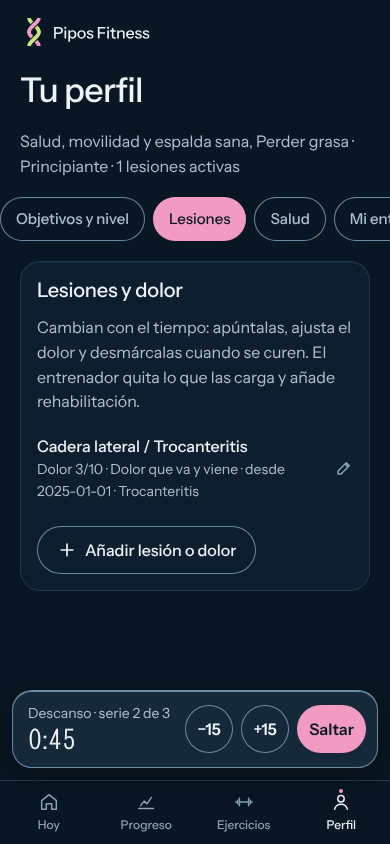 Pipos Fitness
Tu perfil
Salud, movilidad y espalda sana, Perder grasa ·
Principiante · 1 lesiones activas
Objetivos y nivel
Lesiones
Salud
Mi ent
Lesiones y dolor
Cambian con el tiempo: apúntalas, ajusta el
dolor y desmárcalas cuando se curen. El
entrenador quita lo que las carga y añade
rehabilitación.
Cadera lateral / Trocanteritis
Dolor 3/10 · Dolor que va y viene · desde
2025-01-01 · Trocanteritis
Añadir lesión o dolor
Descanso · serie 2 de 3
0:45
−15
+15
Saltar
Hoy
Progreso
Ejercicios
Perfil